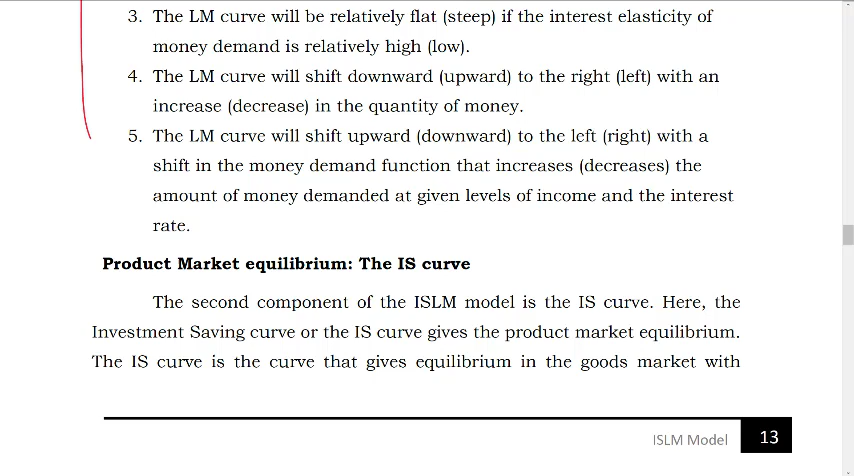 3. The LM curve will be relatively flat (steep) if the interest elasticity of
money demand is relatively high (low).
4. The LM curve will shift downward (upward) to the right (left) with an
increase (decrease) in the quantity of money.
5. The LM curve will shift upward (downward) to the left (right) with a
shift in the money demand function that increases (decreases) the
amount of money demanded at given levels of income and the interest
rate.
Product Market equilibrium: The IS curve
The second component of the ISLM model is the IS curve. Here, the
Investment Saving curve or the IS curve gives the product market equilibrium.
The IS curve is the curve that gives equilibrium in the goods market with
ISLM Model 13